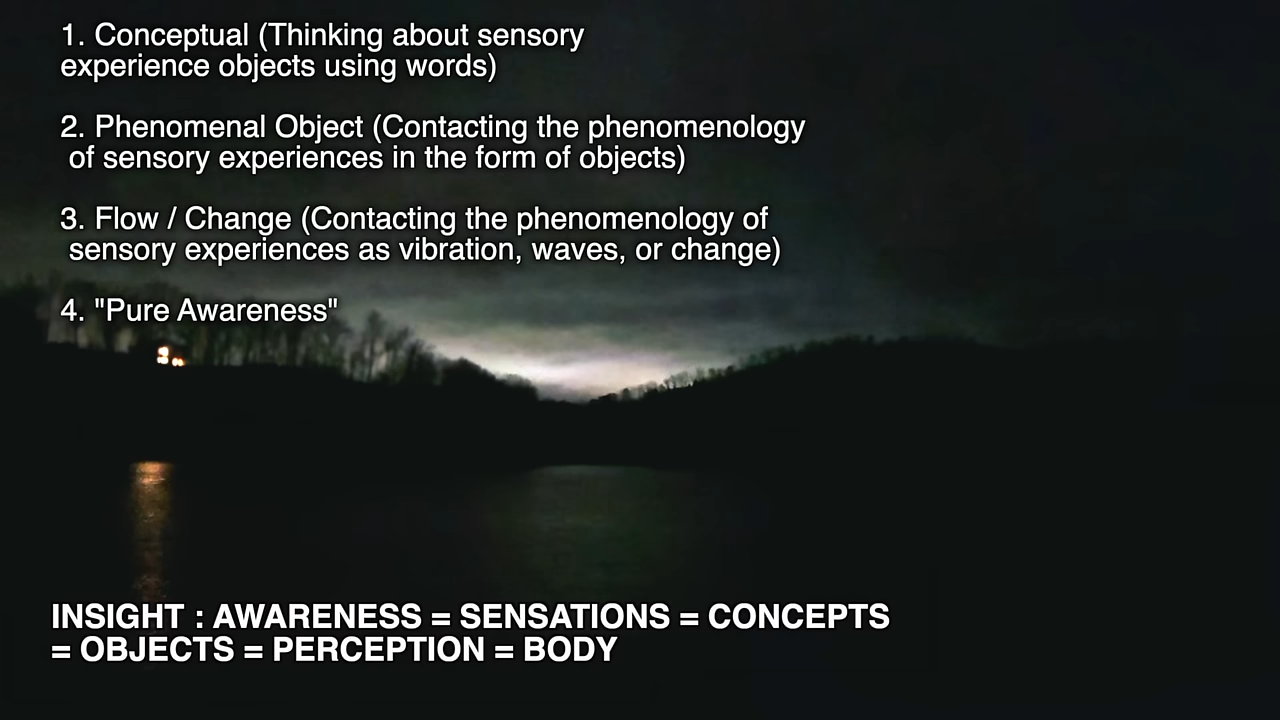 1. Conceptual (Thinking about sensory
experience objects using words)
2. Phenomenal Object (Contacting the phenomenology
of sensory experiences in the form of objects)
3. Flow / Change (Contacting the phenomenology of
sensory experiences as vibration, waves, or change)
4. "Pure Awareness"
INSIGHT : AWARENESS = SENSATIONS = CONCEPTS
= OBJECTS = PERCEPTION = BODY